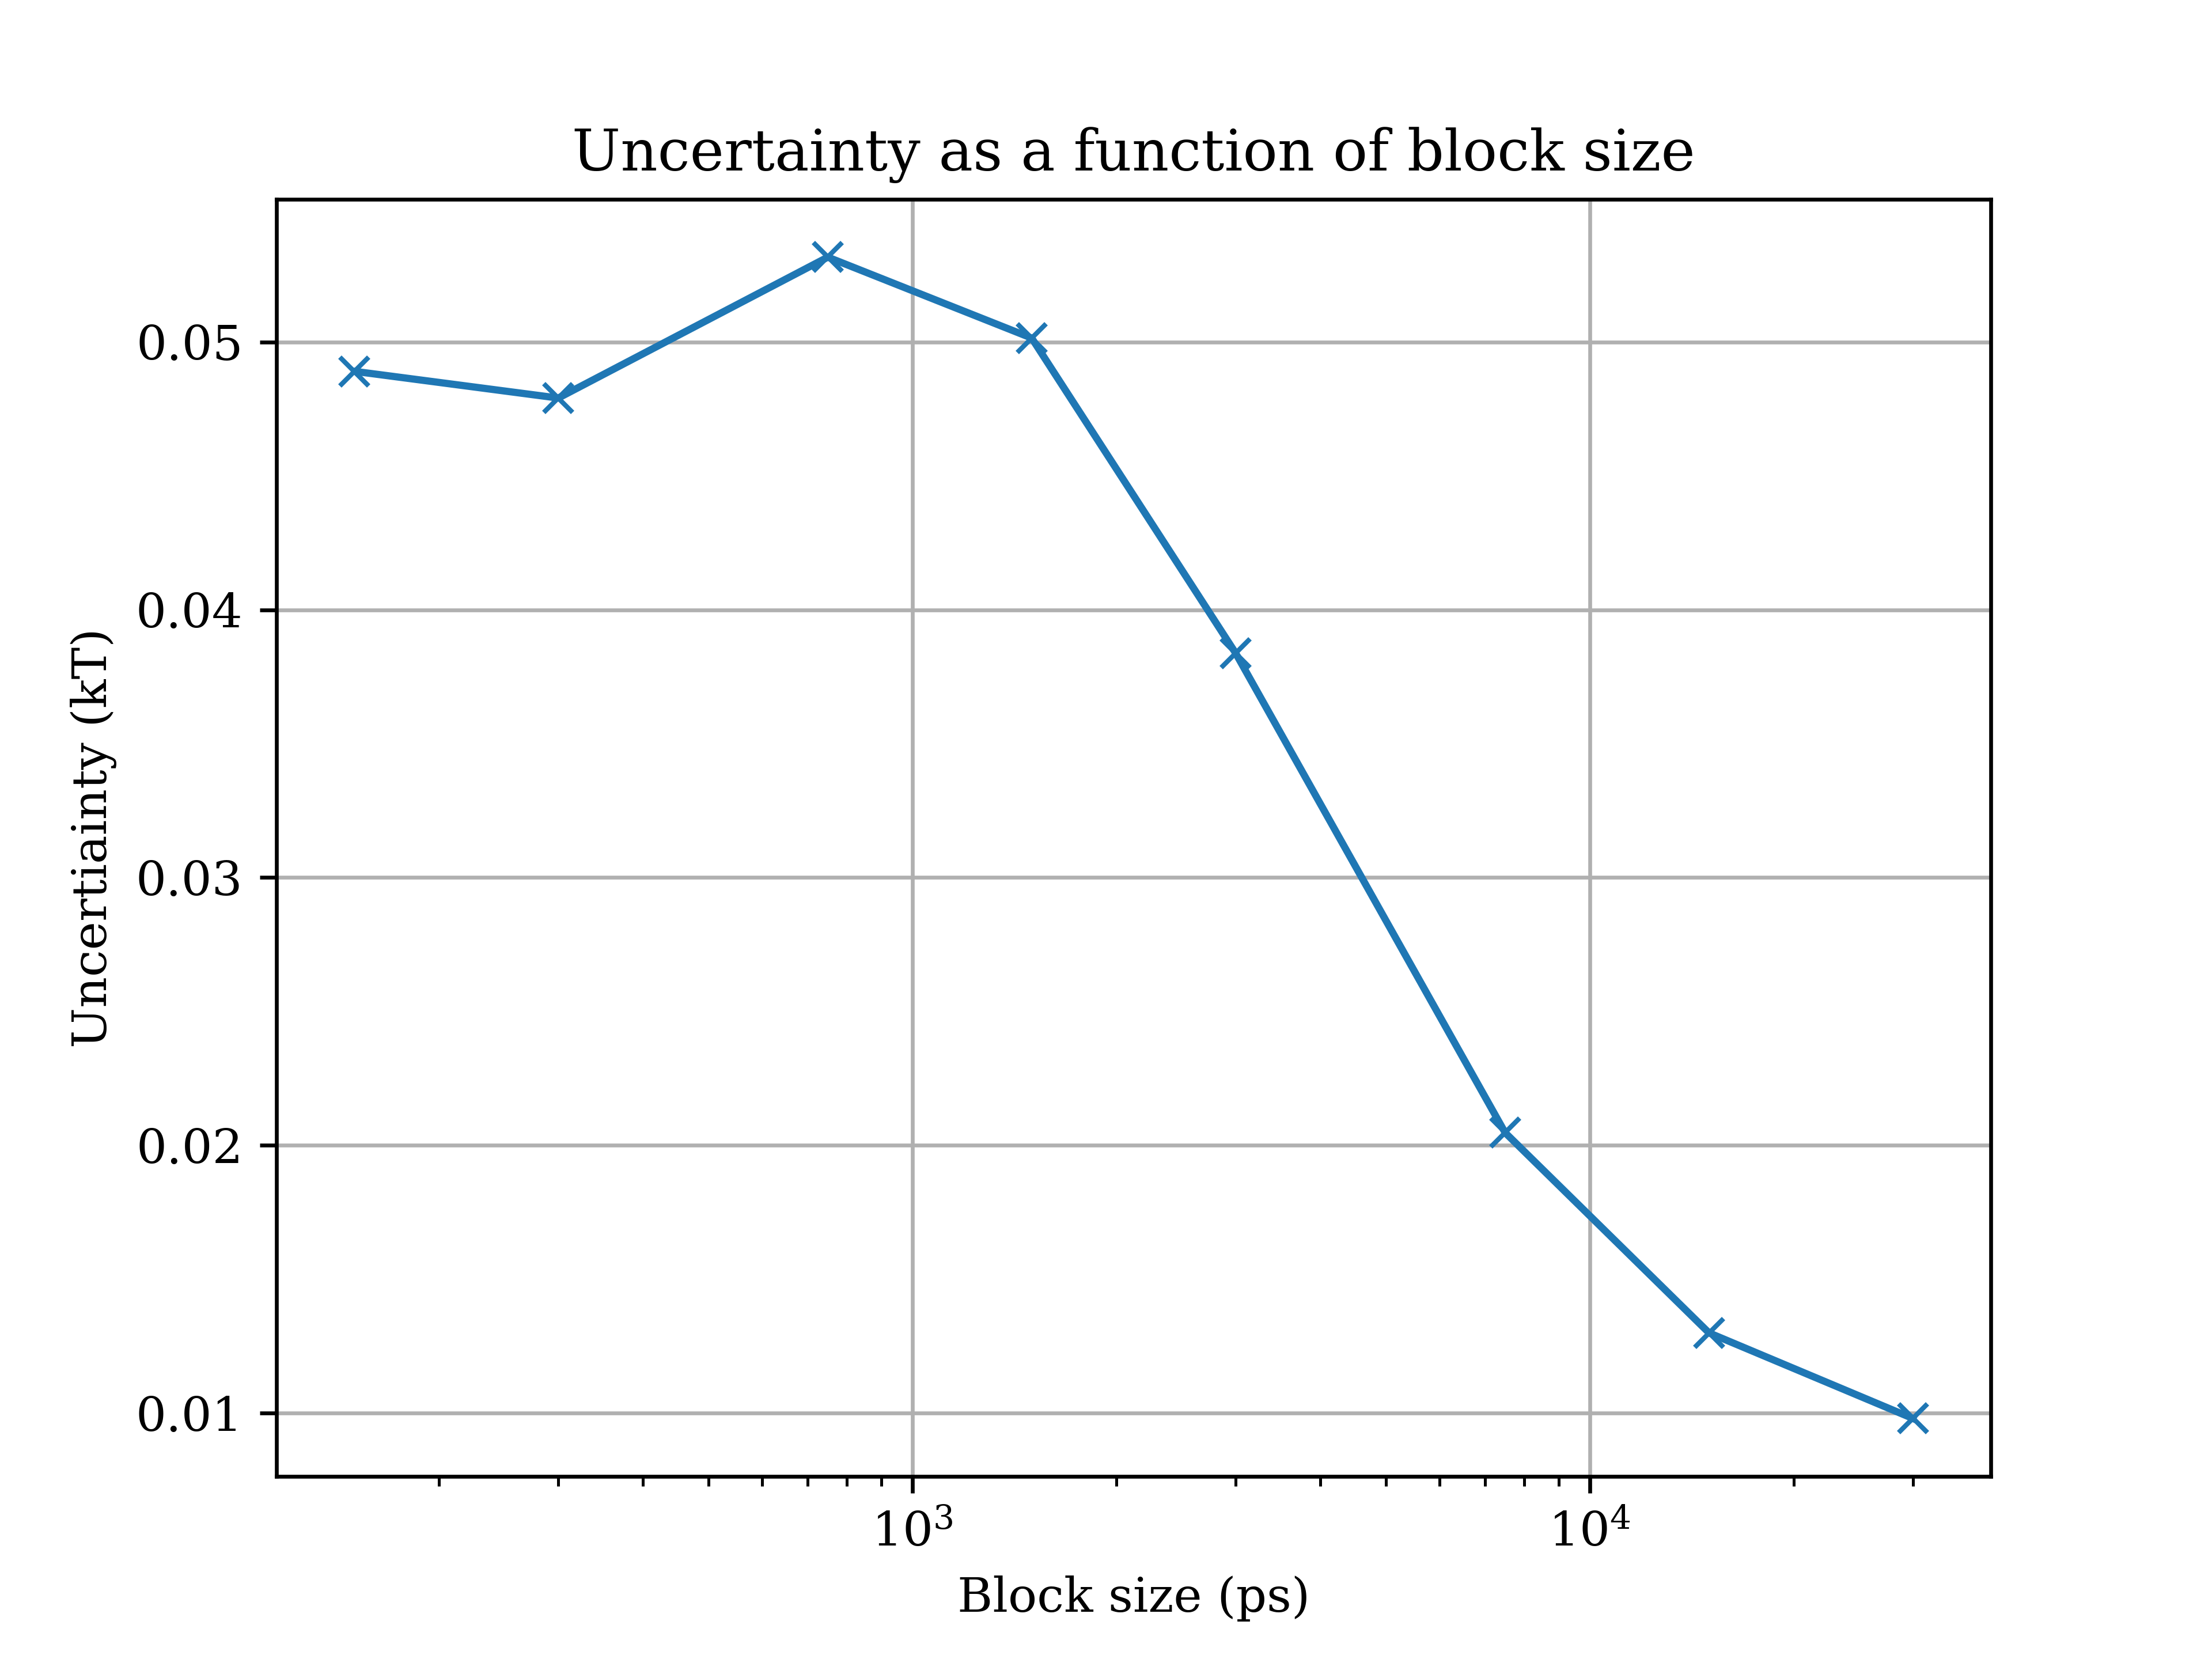 Uncertainty as a function of block size
0.05
0.04
0.03
0.02
0.01
Uncertiainty (kT)
10³
10⁴
Block size (ps)